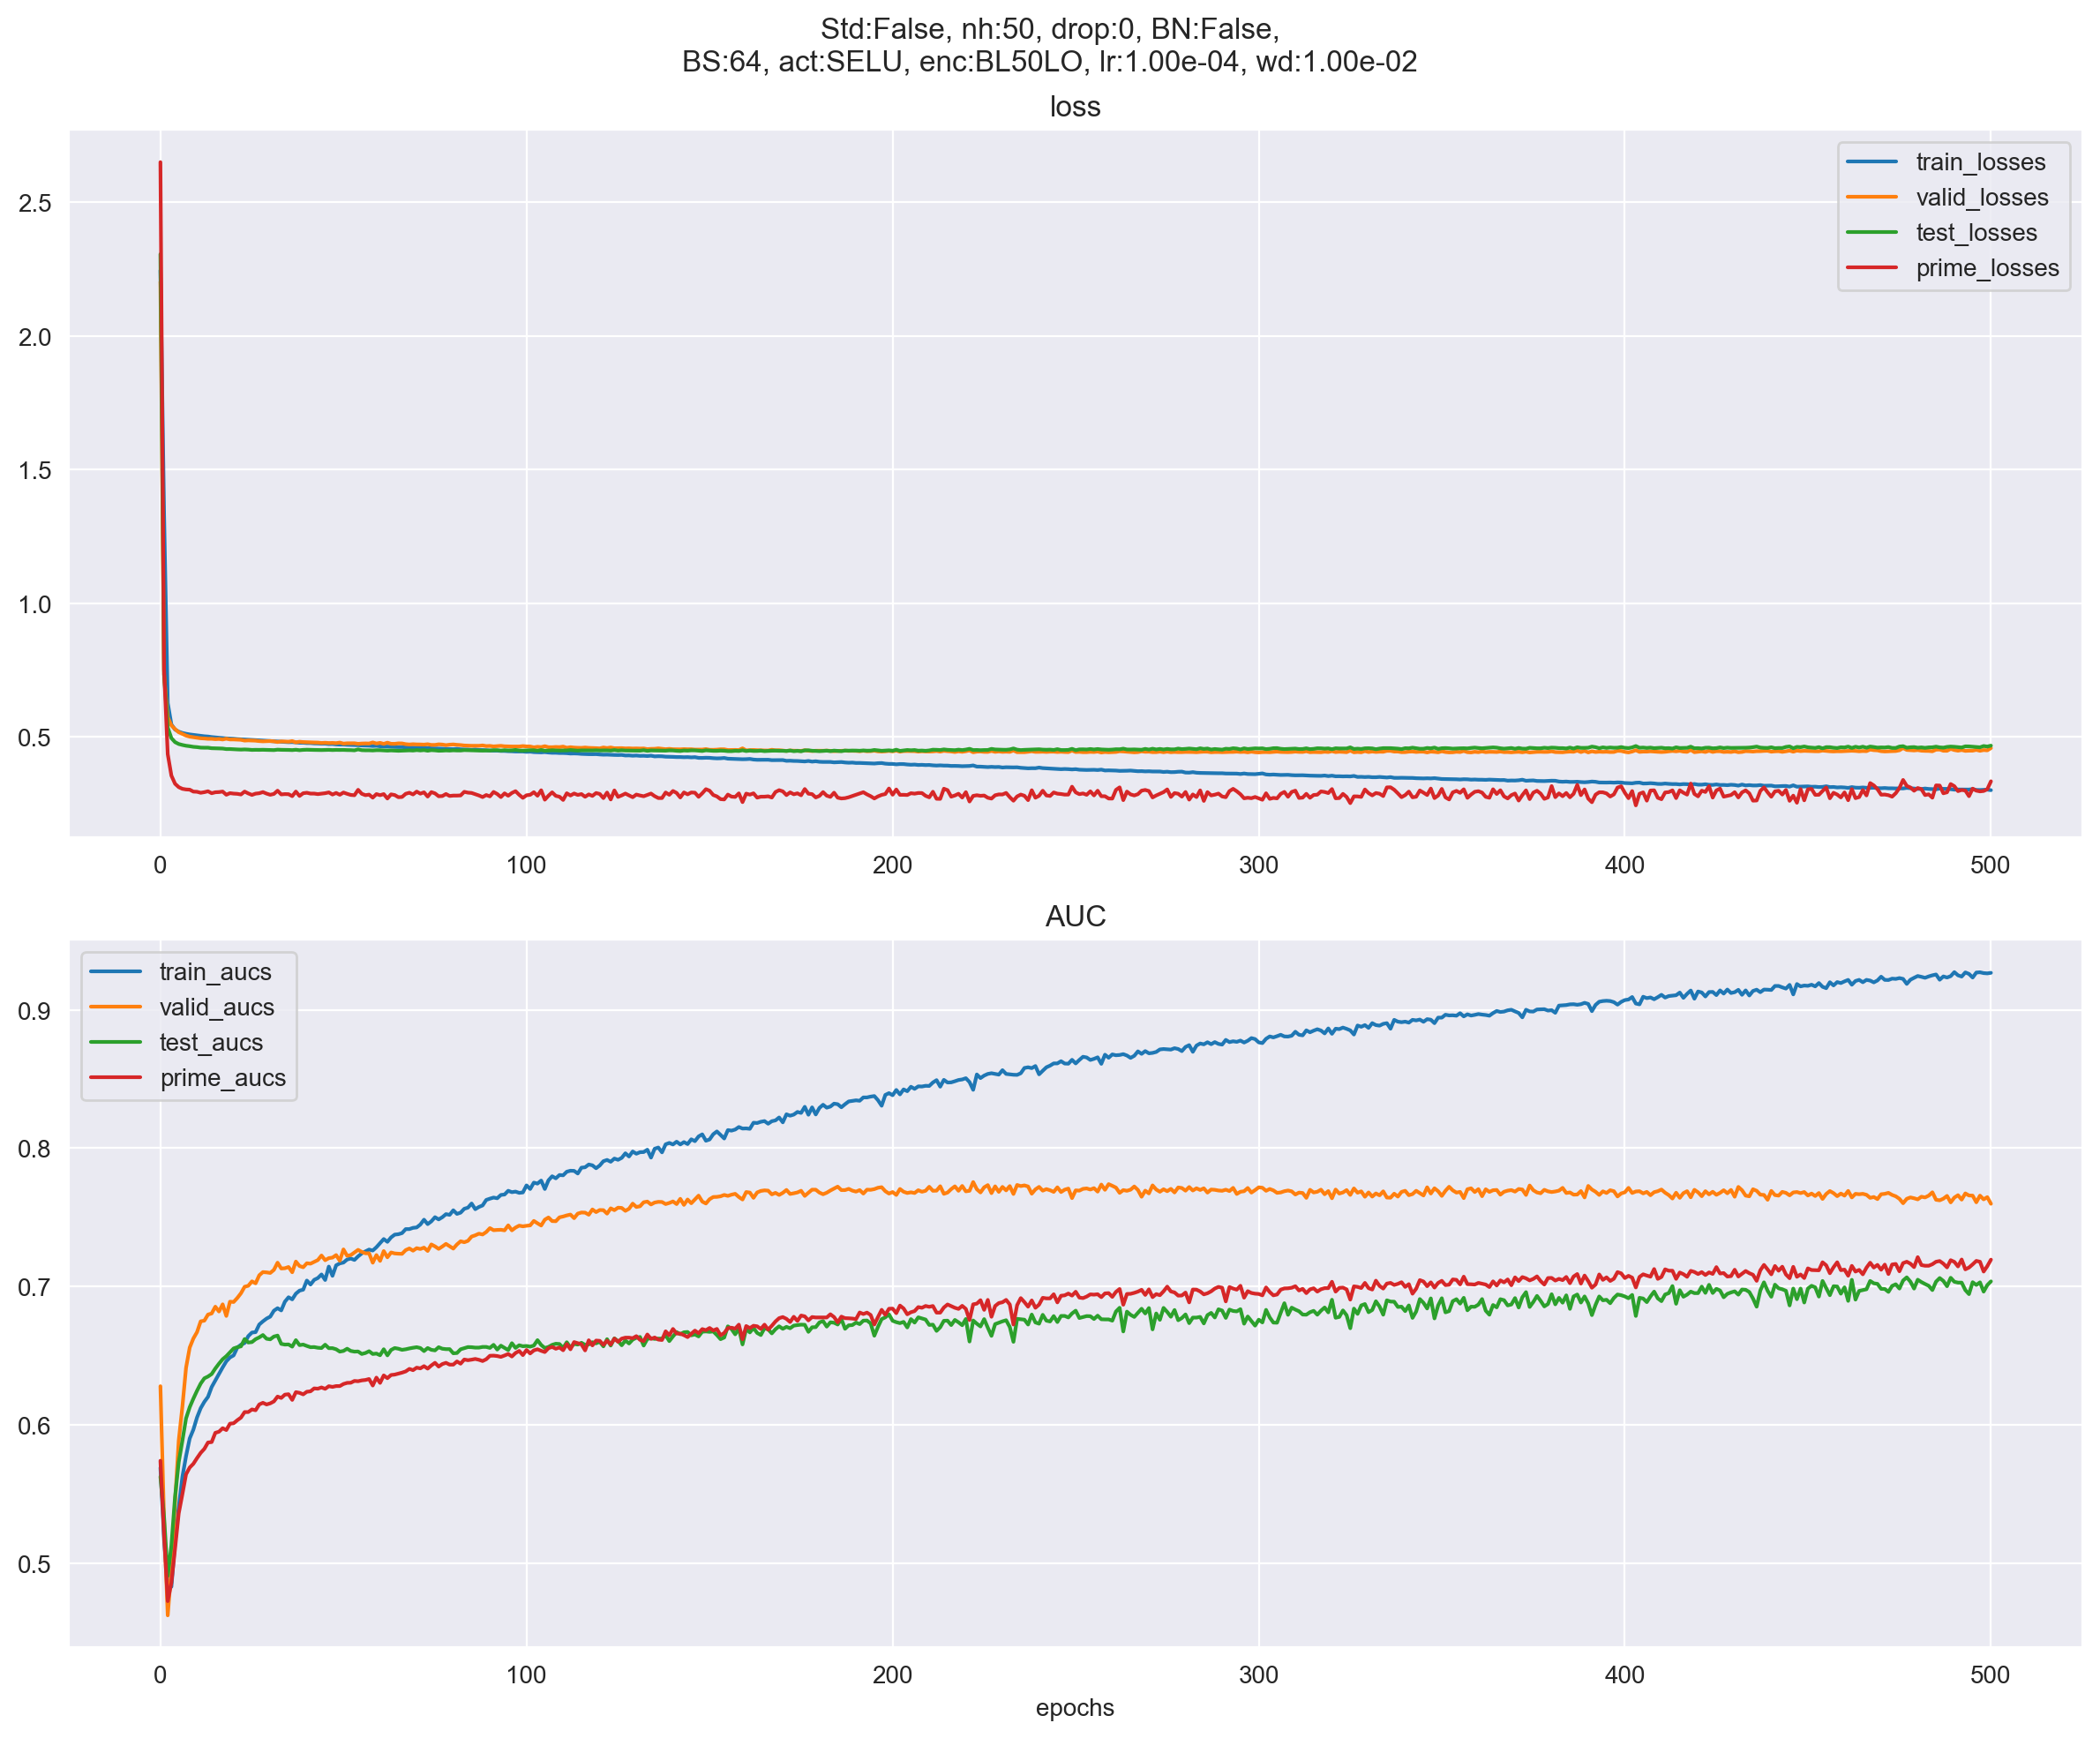 Std:False, nh:50, drop:0, BN:False,
BS:64, act:SELU, enc:BL50LO, lr:1.00e-04, wd:1.00e-02
loss
train_losses
valid_losses
test_losses
prime_losses
2.5
2.0
1.5
1.0
0.5
0 100 200 300 400 500
AUC
train_aucs
valid_aucs
test_aucs
prime_aucs
0.9
0.8
0.7
0.6
0.5
0 100 200 300 400 500
epochs